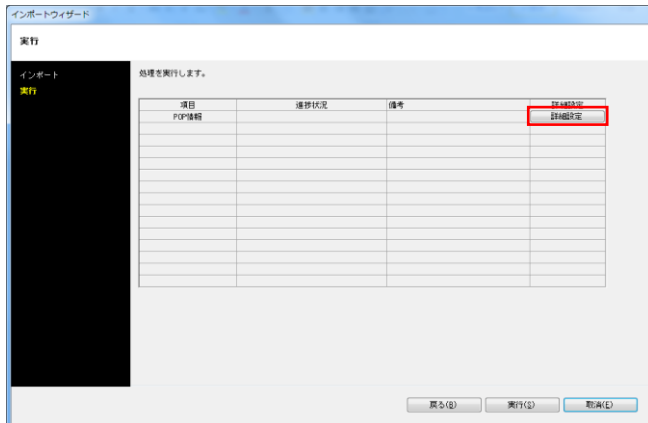 インポートウィザード
実行
インポート
実行
処理を実行します。
項目 進捗状況 備考 詳細設定
POP情報 詳細設定
戻る(B) 実行(S) 取消(E)